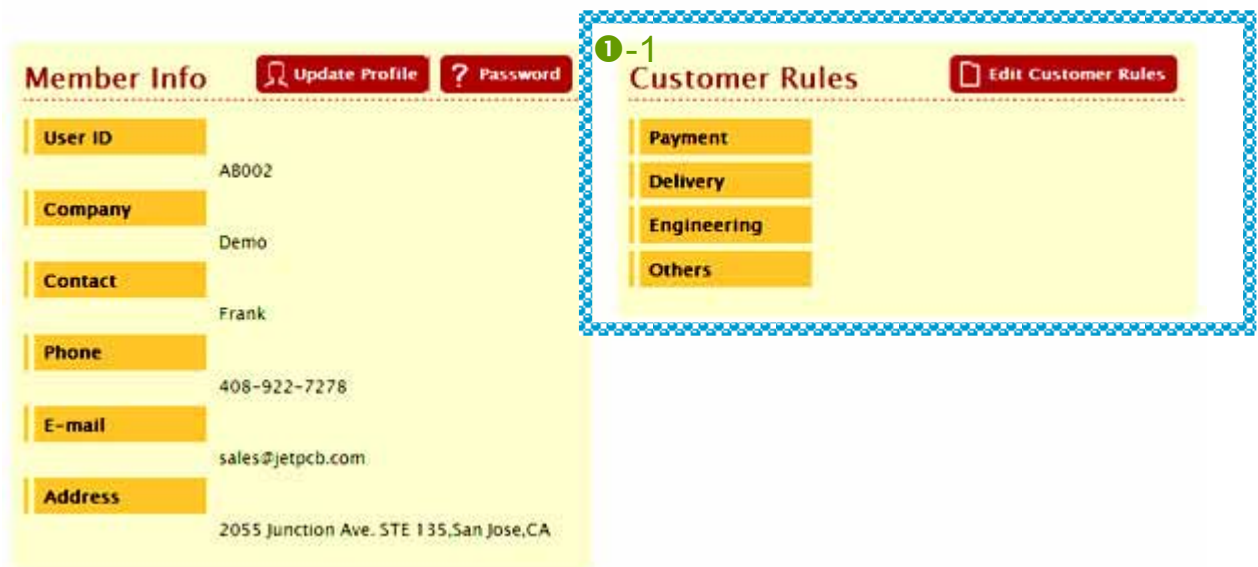 Member Info
Update Profile
? Password
User ID
AB002
Company
Demo
Contact
Frank
Phone
408-922-7278
E-mail
sales@jetpcb.com
Address
2055 Junction Ave. STE 135,San Jose,CA
❶-1
Customer Rules
Edit Customer Rules
Payment
Delivery
Engineering
Others